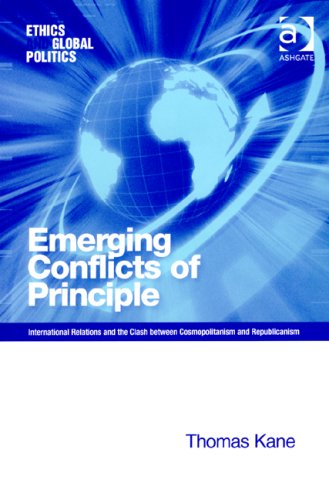 ETHICS
AND GLOBAL
POLITICS
a
ASHGATE
Emerging
Conflicts of
Principle
International Relations and the Clash between Cosmopolitanism and Republicanism
Thomas Kane